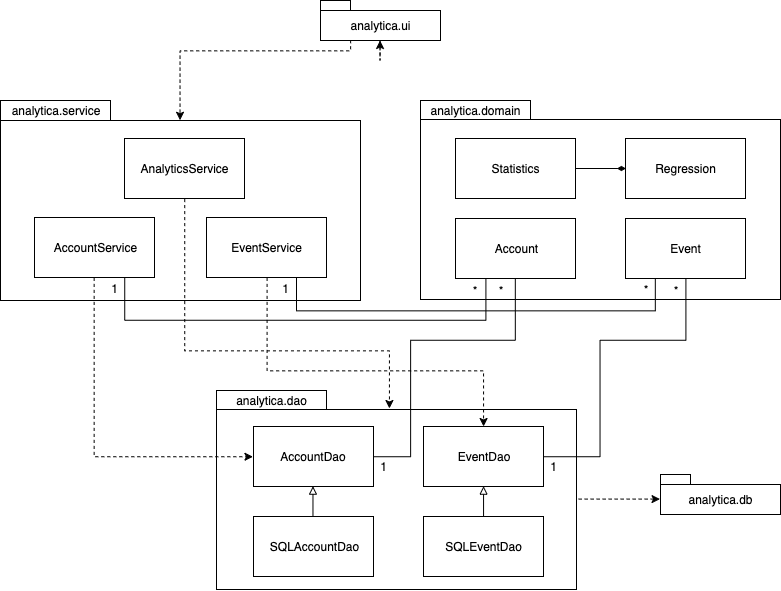 analytica.ui
analytica.service
analytica.domain
AnalyticsService
Statistics
Regression
AccountService
EventService
Account
Event
1
1
*
*
*
*
analytica.dao
AccountDao
1
EventDao
1
analytica.db
SQLAccountDao
SQLEventDao